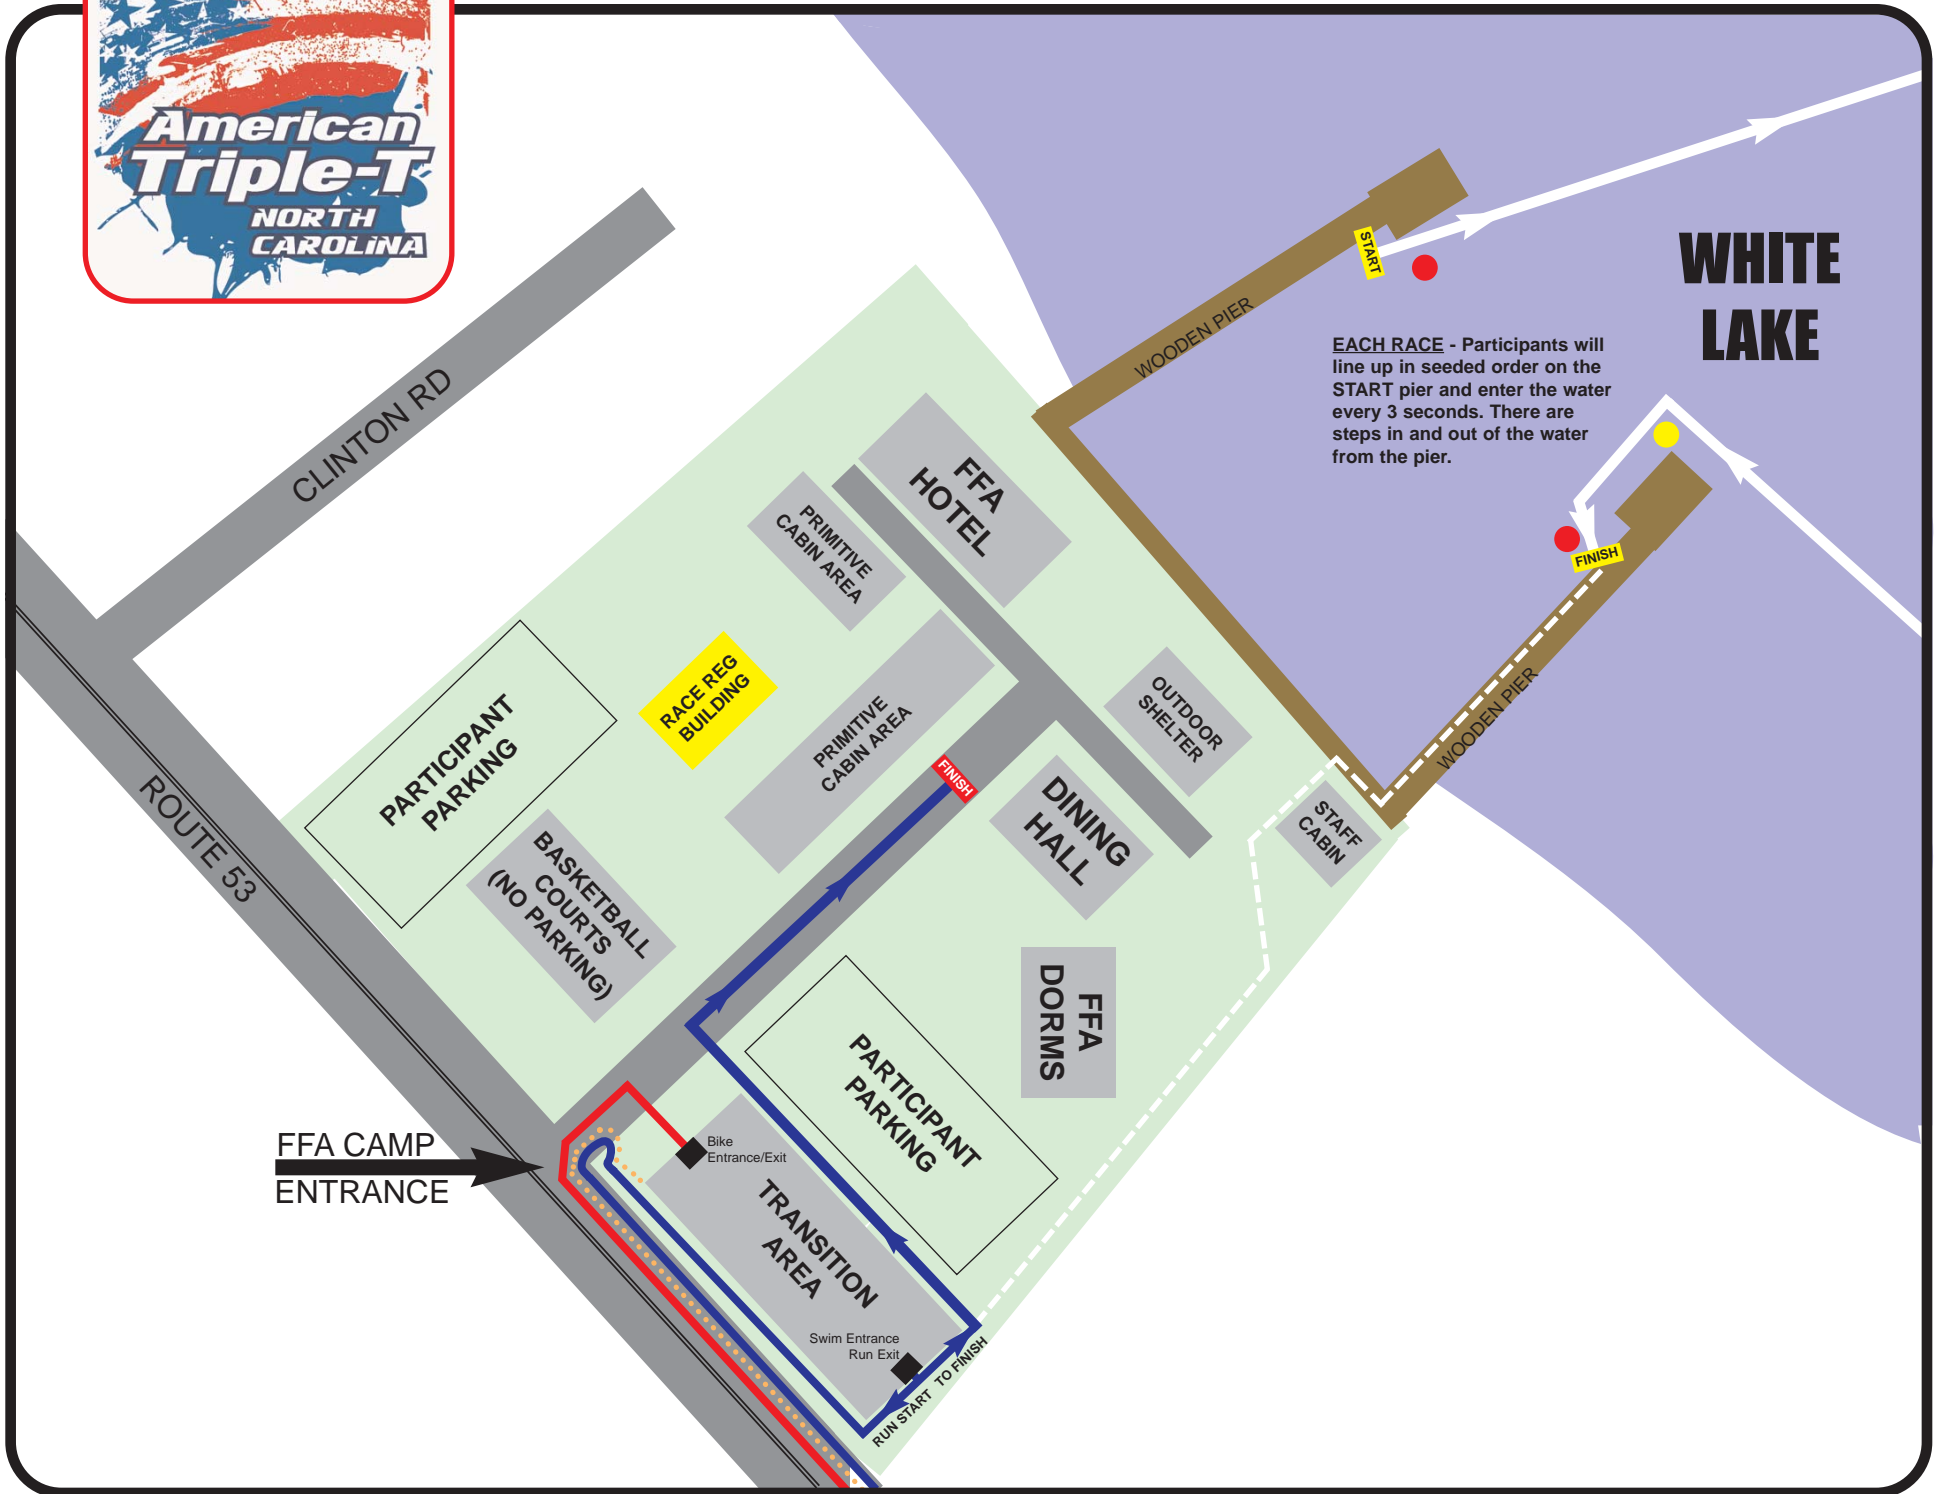 American
Triple-T
NORTH
CAROLINA
WHITE
LAKE
START
WOODEN PIER
EACH RACE - Participants will
line up in seeded order on the
START pier and enter the water
every 3 seconds. There are
steps in and out of the water
from the pier.
FINISH
WOODEN PIER
CLINTON RD
FFA
HOTEL
PRIMITIVE
CABIN AREA
RACE REG
BUILDING
PRIMITIVE
CABIN AREA
OUTDOOR
SHELTER
PARTICIPANT
PARKING
FINISH
DINING
HALL
STAFF
CABIN
ROUTE 53
BASKETBALL
COURTS
(NO PARKING)
FFA
DORMS
PARTICIPANT
PARKING
FFA CAMP
ENTRANCE
Bike
Entrance/Exit
TRANSITION
AREA
Swim Entrance
Run Exit
RUN START TO FINISH